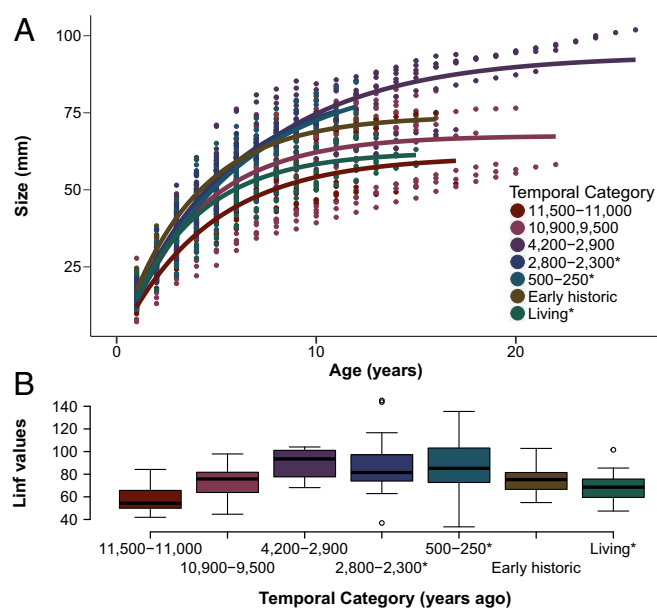 A
100
75
50
25
Size (mm)
Temporal Category
11,500−11,000
10,900,9,500
4,200−2,900
2,800−2,300*
500−250*
Early historic
Living*
0
10
20
Age (years)
B
140
120
100
80
60
40
Linf values
11,500−11,000
10,900−9,500
4,200−2,900
2,800−2,300*
500−250*
Early historic
Living*
Temporal Category (years ago)